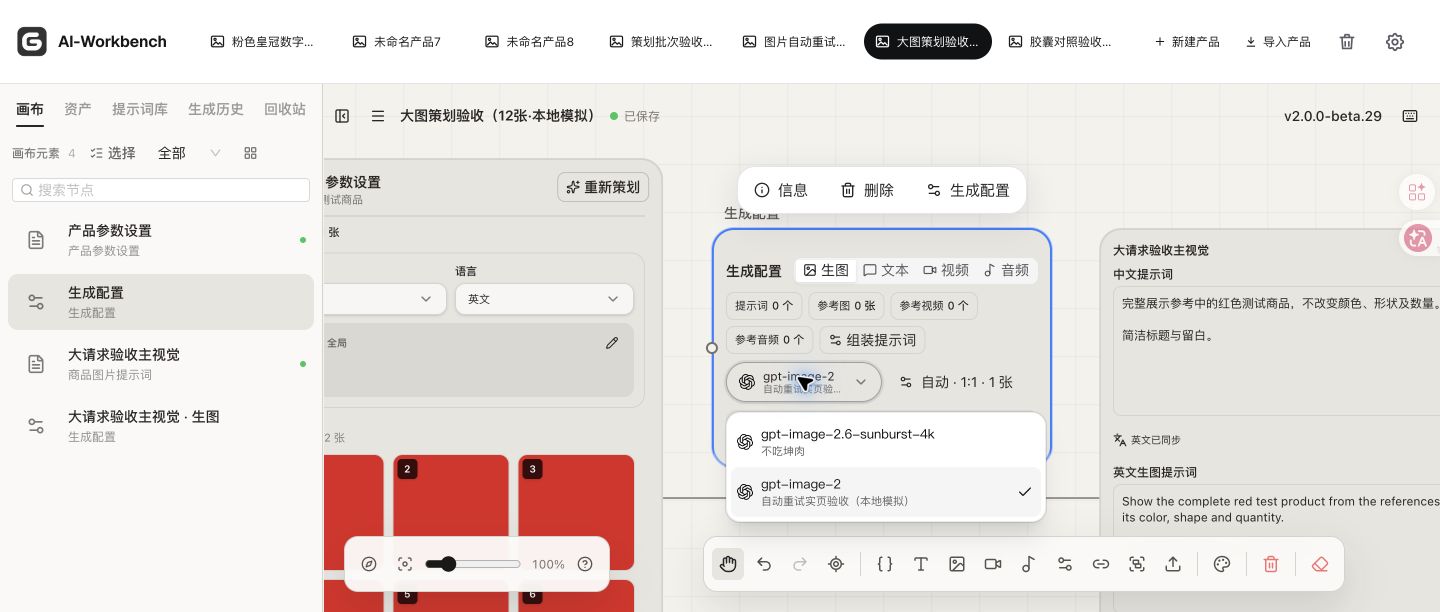 AI-Workbench
粉色皇冠数字...
未命名产品7
未命名产品8
策划批次验收...
图片自动重试...
大图策划验收...
胶囊对照验收...
新建产品
导入产品
画布
资产
提示词库
生成历史
回收站
画布元素 4
选择
全部
搜索节点
产品参数设置
产品参数设置
生成配置
生成配置
大请求验收主视觉
商品图片提示词
大请求验收主视觉 · 生图
生成配置
大图策划验收（12张·本地模拟）
已保存
v2.0.0-beta.29
参数设置
测试商品
重新策划
张
语言
英文
全局
2 张
2
3
5
6
100%
信息
删除
生成配置
生成配置
生成配置
生图
文本
视频
音频
提示词 0 个
参考图 0 张
参考视频 0 个
参考音频 0 个
组装提示词
gpt-image-2
自动重试实页验...
自动 · 1:1 · 1 张
gpt-image-2.6-sunburst-4k
不吃坤肉
gpt-image-2
自动重试实页验收（本地模拟）
大请求验收主视觉
中文提示词
完整展示参考中的红色测试商品，不改变颜色、形状及数量。
简洁标题与留白。
英文已同步
英文生图提示词
Show the complete red test product from the references
its color, shape and quantity.